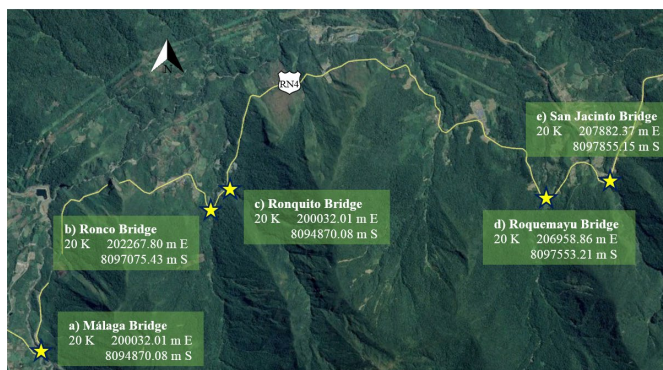 N
RN4
e) San Jacinto Bridge
20 K 207882.37 m E
8097855.15 m S
b) Ronco Bridge
20 K 202267.80 m E
8097075.43 m S
c) Ronquito Bridge
20 K 200032.01 m E
8094870.08 m S
d) Roquemayu Bridge
20 K 206958.86 m E
8097553.21 m S
a) Málaga Bridge
20 K 200032.01 m E
8094870.08 m S